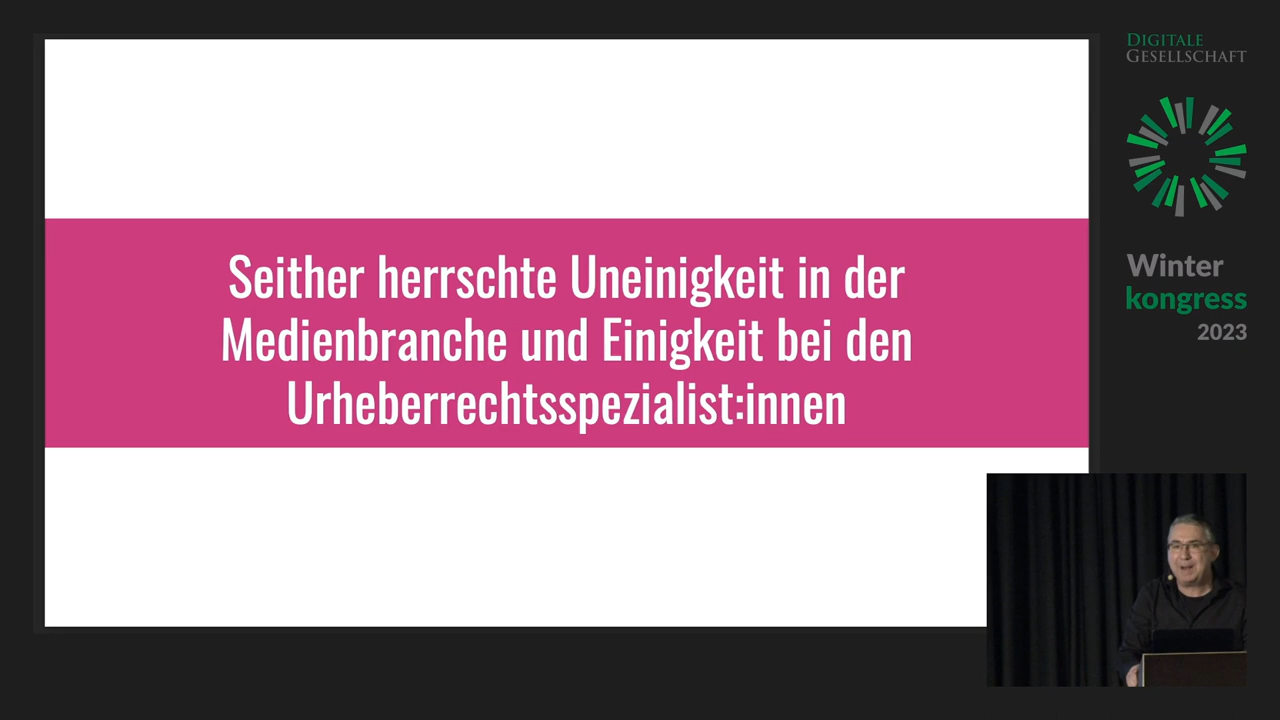 DIGITALE
GESELLSCHAFT
Winter
kongress
2023
Seither herrschte Uneinigkeit in der
Medienbranche und Einigkeit bei den
Urheberrechtsspezialist:innen